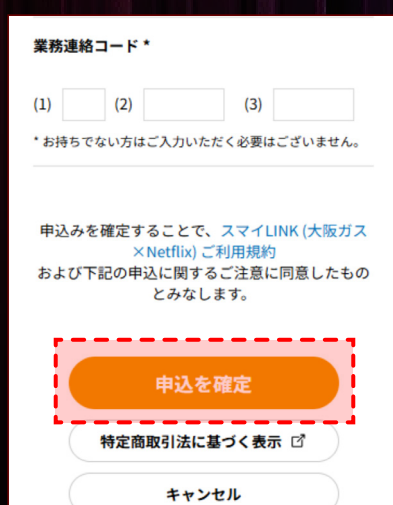 業務連絡コード *
(1) (2) (3)
* お持ちでない方はご入力いただく必要はございません。
申込みを確定することで、スマイLINK (大阪ガス
×Netflix) ご利用規約
および下記の申込に関するご注意に同意したもの
とみなします。
申込を確定
特定商取引法に基づく表示
キャンセル